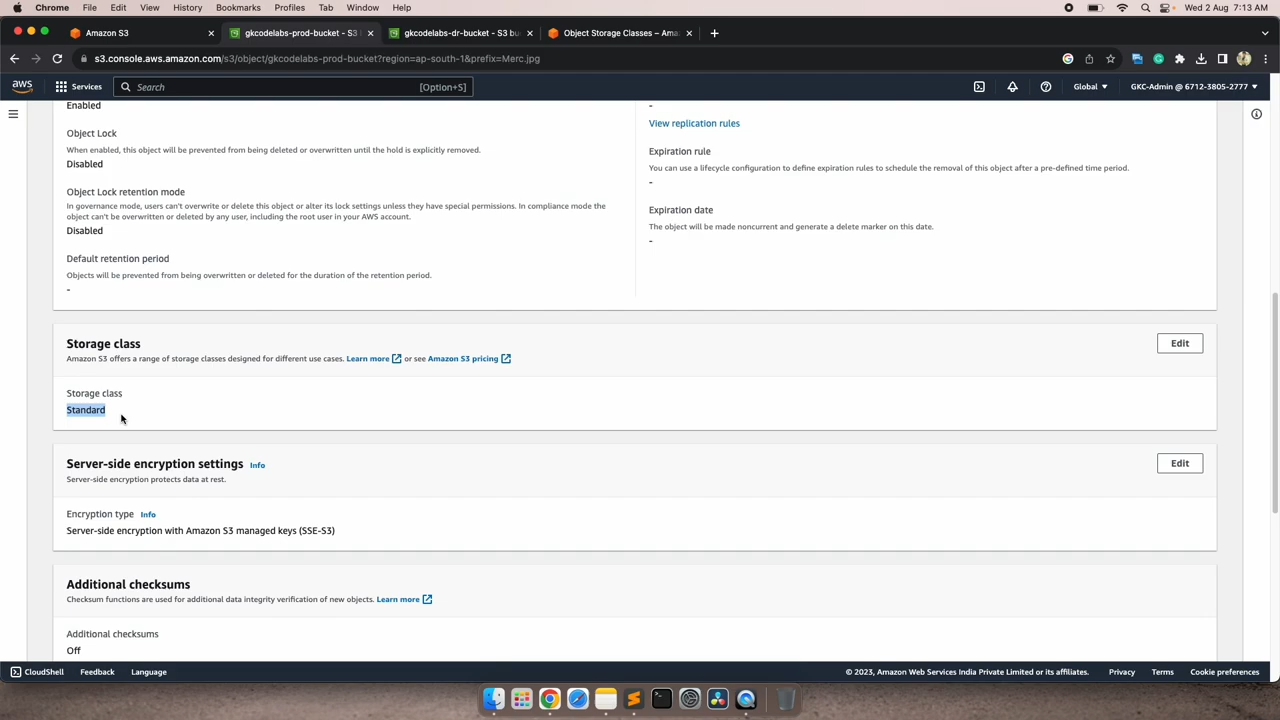 Chrome File Edit View History Bookmarks Profiles Tab Window Help Wed 2 Aug 7:13 AM
Amazon S3
gkcodelabs-prod-bucket - S3
gkcodelabs-dr-bucket - S3 bu
Object Storage Classes – Ama
s3.console.aws.amazon.com/s3/object/gkcodelabs-prod-bucket?region=ap-south-1&prefix=Merc.jpg
aws Services Search [Option+S] Global GKC-Admin @ 6712-3805-2777
Enabled
Object Lock
When enabled, this object will be prevented from being deleted or overwritten until the hold is explicitly removed.
Disabled
Object Lock retention mode
In governance mode, users can't overwrite or delete this object or alter its lock settings unless they have special permissions. In compliance mode the
object can't be overwritten or deleted by any user, including the root user in your AWS account.
Disabled
Default retention period
Objects will be prevented from being overwritten or deleted for the duration of the retention period.
-
-
View replication rules
Expiration rule
You can use a lifecycle configuration to define expiration rules to schedule the removal of this object after a pre-defined time period.
-
Expiration date
The object will be made noncurrent and generate a delete marker on this date.
-
Storage class Edit
Amazon S3 offers a range of storage classes designed for different use cases. Learn more or see Amazon S3 pricing
Storage class
Standard
Server-side encryption settings Info Edit
Server-side encryption protects data at rest.
Encryption type Info
Server-side encryption with Amazon S3 managed keys (SSE-S3)
Additional checksums
Checksum functions are used for additional data integrity verification of new objects. Learn more
Additional checksums
Off
CloudShell Feedback Language © 2023, Amazon Web Services India Private Limited or its affiliates. Privacy Terms Cookie preferences